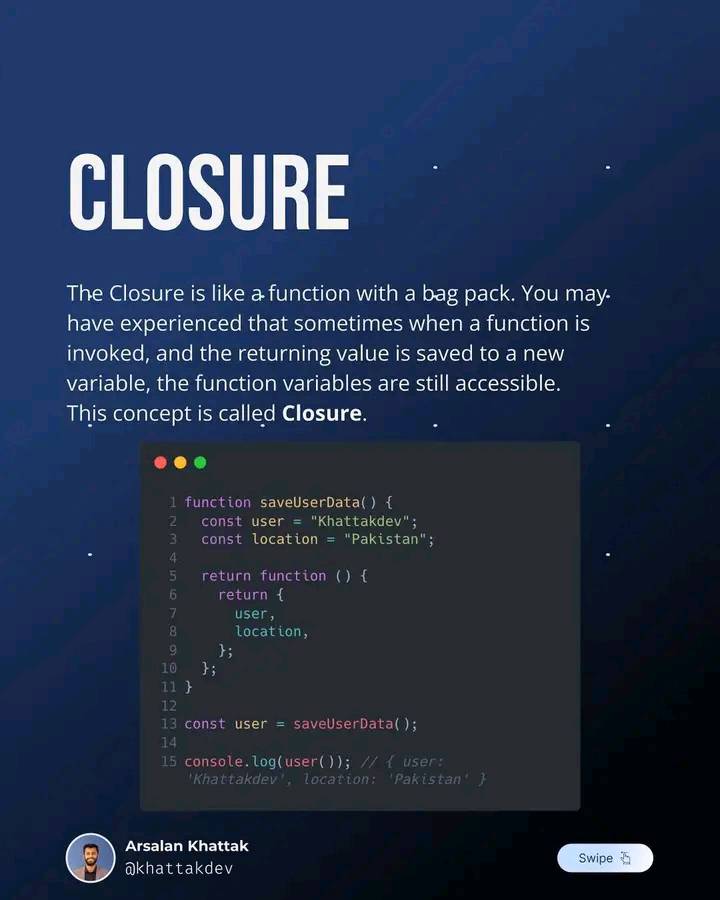 CLOSURE
The Closure is like a function with a bag pack. You may
have experienced that sometimes when a function is
invoked, and the returning value is saved to a new
variable, the function variables are still accessible.
This concept is called Closure.
1 function saveUserData() {
2   const user = "Khattakdev";
3   const location = "Pakistan";
4
5   return function () {
6     return {
7       user,
8       location,
9     };
10   };
11 }
12
13 const user = saveUserData();
14
15 console.log(user()); // { user:
'Khattakdev', location: 'Pakistan' }
Arsalan Khattak
@khattakdev
Swipe